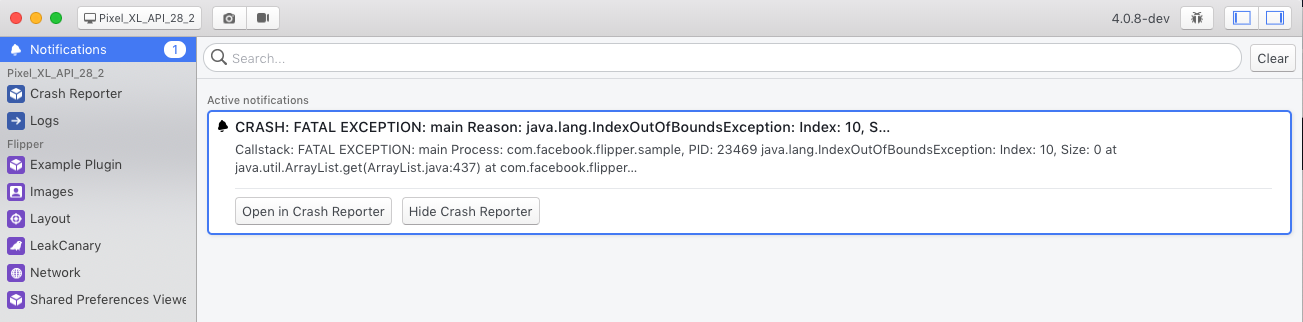 Pixel_XL_API_28_2
4.0.8-dev
Notifications
1
Pixel_XL_API_28_2
Crash Reporter
Logs
Flipper
Example Plugin
Images
Layout
LeakCanary
Network
Shared Preferences Viewe
Search...
Clear
Active notifications
CRASH: FATAL EXCEPTION: main Reason: java.lang.IndexOutOfBoundsException: Index: 10, S...
Callstack: FATAL EXCEPTION: main Process: com.facebook.flipper.sample, PID: 23469 java.lang.IndexOutOfBoundsException: Index: 10, Size: 0 at
java.util.ArrayList.get(ArrayList.java:437) at com.facebook.flipper...
Open in Crash Reporter
Hide Crash Reporter